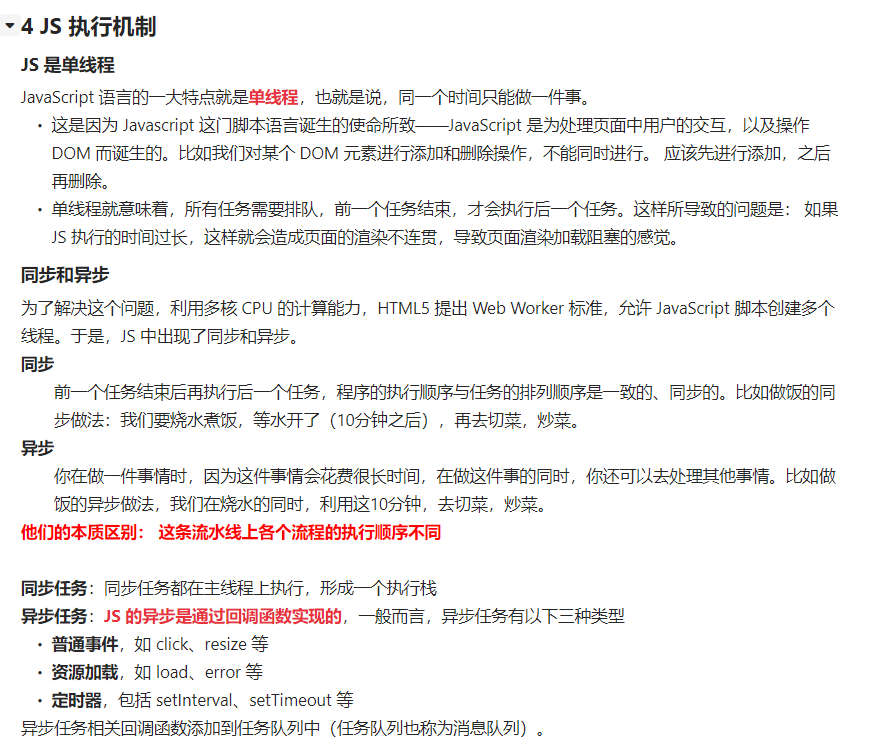 4 JS 执行机制
JS 是单线程
JavaScript 语言的一大特点就是单线程，也就是说，同一个时间只能做一件事。
• 这是因为 Javascript 这门脚本语言诞生的使命所致——JavaScript 是为处理页面中用户的交互，以及操作
DOM 而诞生的。比如我们对某个 DOM 元素进行添加和删除操作，不能同时进行。 应该先进行添加，之后
再删除。
• 单线程就意味着，所有任务需要排队，前一个任务结束，才会执行后一个任务。这样所导致的问题是： 如果
JS 执行的时间过长，这样就会造成页面的渲染不连贯，导致页面渲染加载阻塞的感觉。
同步和异步
为了解决这个问题，利用多核 CPU 的计算能力，HTML5 提出 Web Worker 标准，允许 JavaScript 脚本创建多个
线程。于是，JS 中出现了同步和异步。
同步
前一个任务结束后再执行后一个任务，程序的执行顺序与任务的排列顺序是一致的、同步的。比如做饭的同
步做法：我们要烧水煮饭，等水开了（10分钟之后），再去切菜，炒菜。
异步
你在做一件事情时，因为这件事情会花费很长时间，在做这件事的同时，你还可以去处理其他事情。比如做
饭的异步做法，我们在烧水的同时，利用这10分钟，去切菜，炒菜。
他们的本质区别： 这条流水线上各个流程的执行顺序不同
同步任务：同步任务都在主线程上执行，形成一个执行栈
异步任务：JS 的异步是通过回调函数实现的，一般而言，异步任务有以下三种类型
• 普通事件，如 click、resize 等
• 资源加载，如 load、error 等
• 定时器，包括 setInterval、setTimeout 等
异步任务相关回调函数添加到任务队列中（任务队列也称为消息队列）。